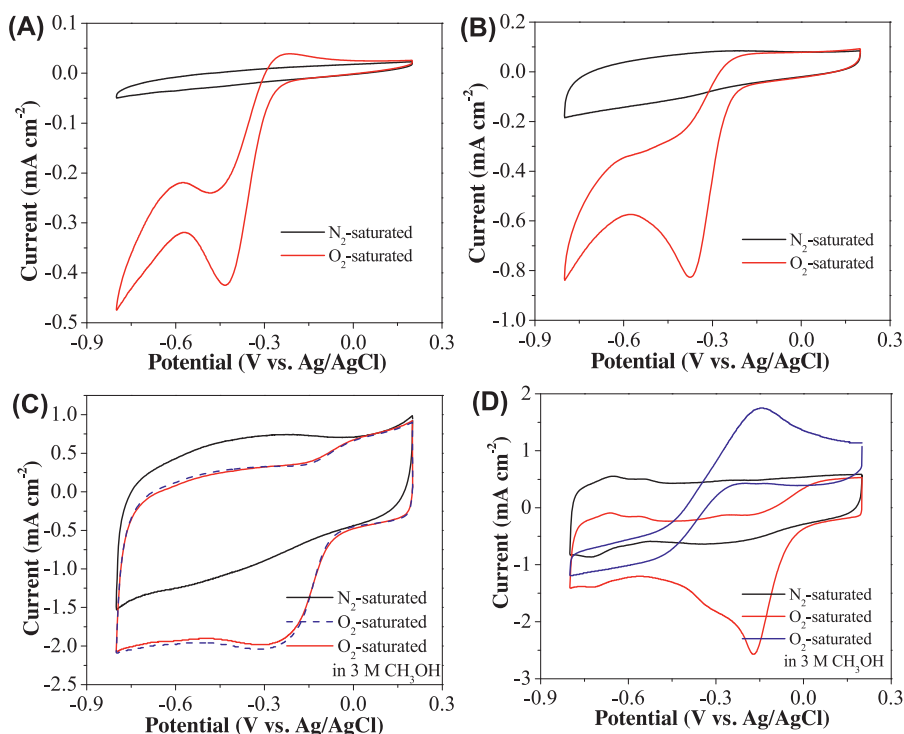 (A)
0.1
0.0
-0.1
-0.2
-0.3
-0.4
-0.5
Current (mA cm-2)
N2-saturated
O2-saturated
-0.9 -0.6 -0.3 0.0 0.3
Potential (V vs. Ag/AgCl)
(B)
0.2
0.0
-0.2
-0.4
-0.6
-0.8
-1.0
Current (mA cm-2)
N2-saturated
O2-saturated
-0.9 -0.6 -0.3 0.0 0.3
Potential (V vs. Ag/AgCl)
(C)
1.0
0.5
0.0
-0.5
-1.0
-1.5
-2.0
-2.5
Current (mA cm-2)
N2-saturated
O2-saturated
O2-saturated
in 3 M CH3OH
-0.9 -0.6 -0.3 0.0 0.3
Potential (V vs. Ag/AgCl)
(D)
2
1
0
-1
-2
-3
Current (mA cm-2)
N2-saturated
O2-saturated
O2-saturated
in 3 M CH3OH
-0.9 -0.6 -0.3 0.0 0.3
Potential (V vs. Ag/AgCl)